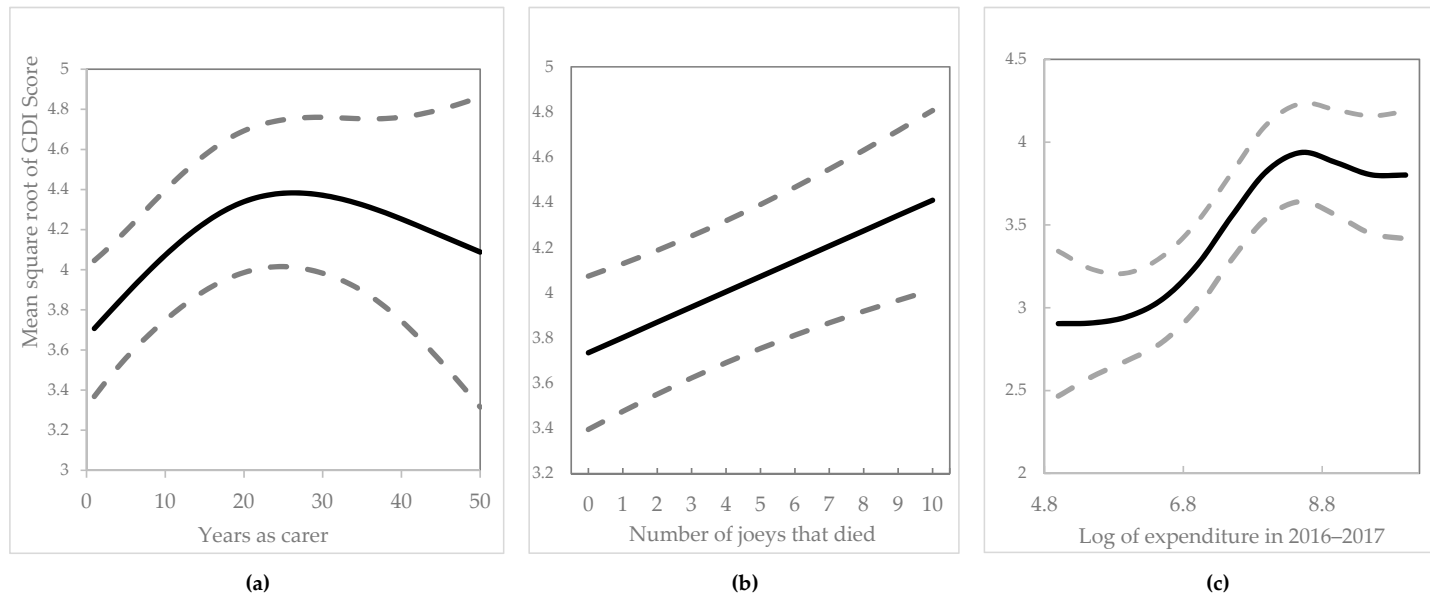 Mean square root of GDI Score
5
4.8
4.6
4.4
4.2
4
3.8
3.6
3.4
3.2
3
0 10 20 30 40 50
Years as carer
(a)
5
4.8
4.6
4.4
4.2
4
3.8
3.6
3.4
3.2
0 1 2 3 4 5 6 7 8 9 10
Number of joeys that died
(b)
4.5
4
3.5
3
2.5
2
4.8 6.8 8.8
Log of expenditure in 2016–2017
(c)